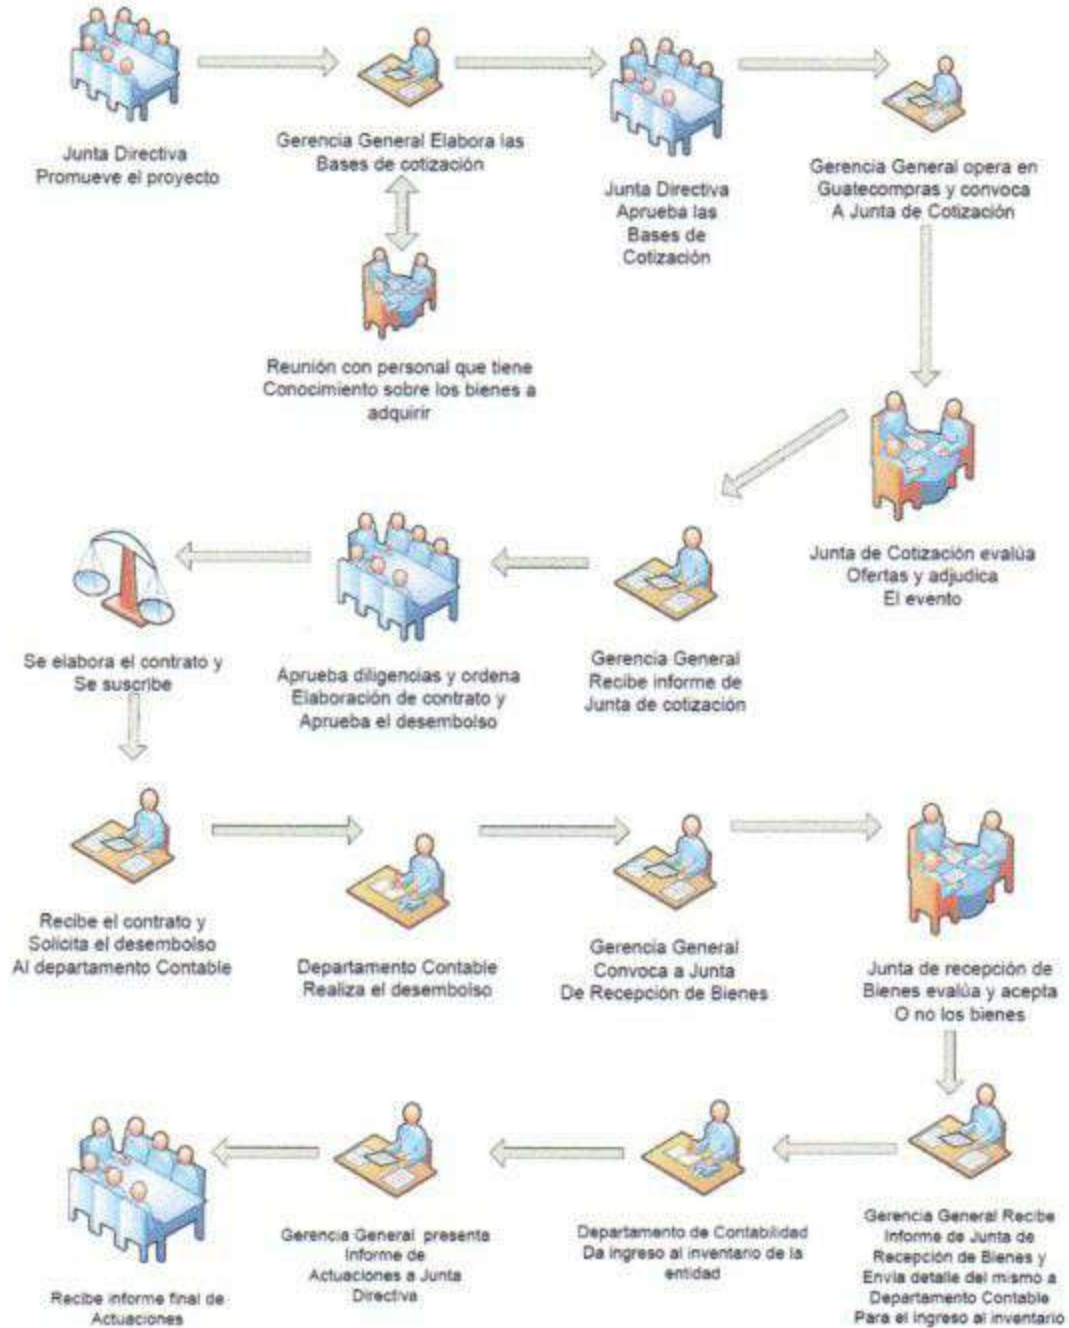 Junta Directiva
Promueve el proyecto
Gerencia General Elabora las
Bases de cotización
Reunión con personal que tiene
Conocimiento sobre los bienes a
adquirir
Junta Directiva
Aprueba las
Bases de
Cotización
Gerencia General opera en
Guatecompras y convoca
A Junta de Cotización
Junta de Cotización evalúa
Ofertas y adjudica
El evento
Gerencia General
Recibe informe de
Junta de cotización
Aprueba diligencias y ordena
Elaboración de contrato y
Aprueba el desembolso
Se elabora el contrato y
Se suscribe
Recibe el contrato y
Solicita el desembolso
Al departamento Contable
Departamento Contable
Realiza el desembolso
Gerencia General
Convoca a Junta
De Recepción de Bienes
Junta de recepción de
Bienes evalúa y acepta
O no los bienes
Gerencia General Recibe
Informe de Junta de
Recepción de Bienes y
Envía detalle del mismo a
Departamento Contable
Para el ingreso al inventario
Departamento de Contabilidad
Da ingreso al inventario de la
entidad
Gerencia General presenta
Informe de
Actuaciones a Junta
Directiva
Recibe informe final de
Actuaciones